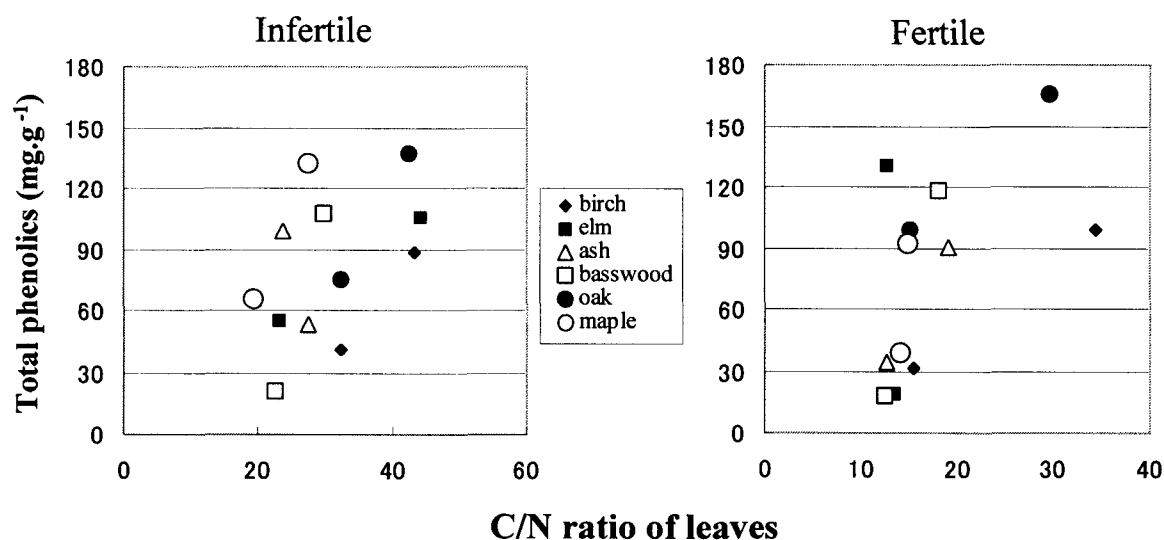 Infertile
Fertile
Total phenolics (mg.g -1)
180
150
120
90
60
30
0
0 20 40 60
birch
elm
ash
basswood
oak
maple
180
150
120
90
60
30
0
0 10 20 30 40
C/N ratio of leaves